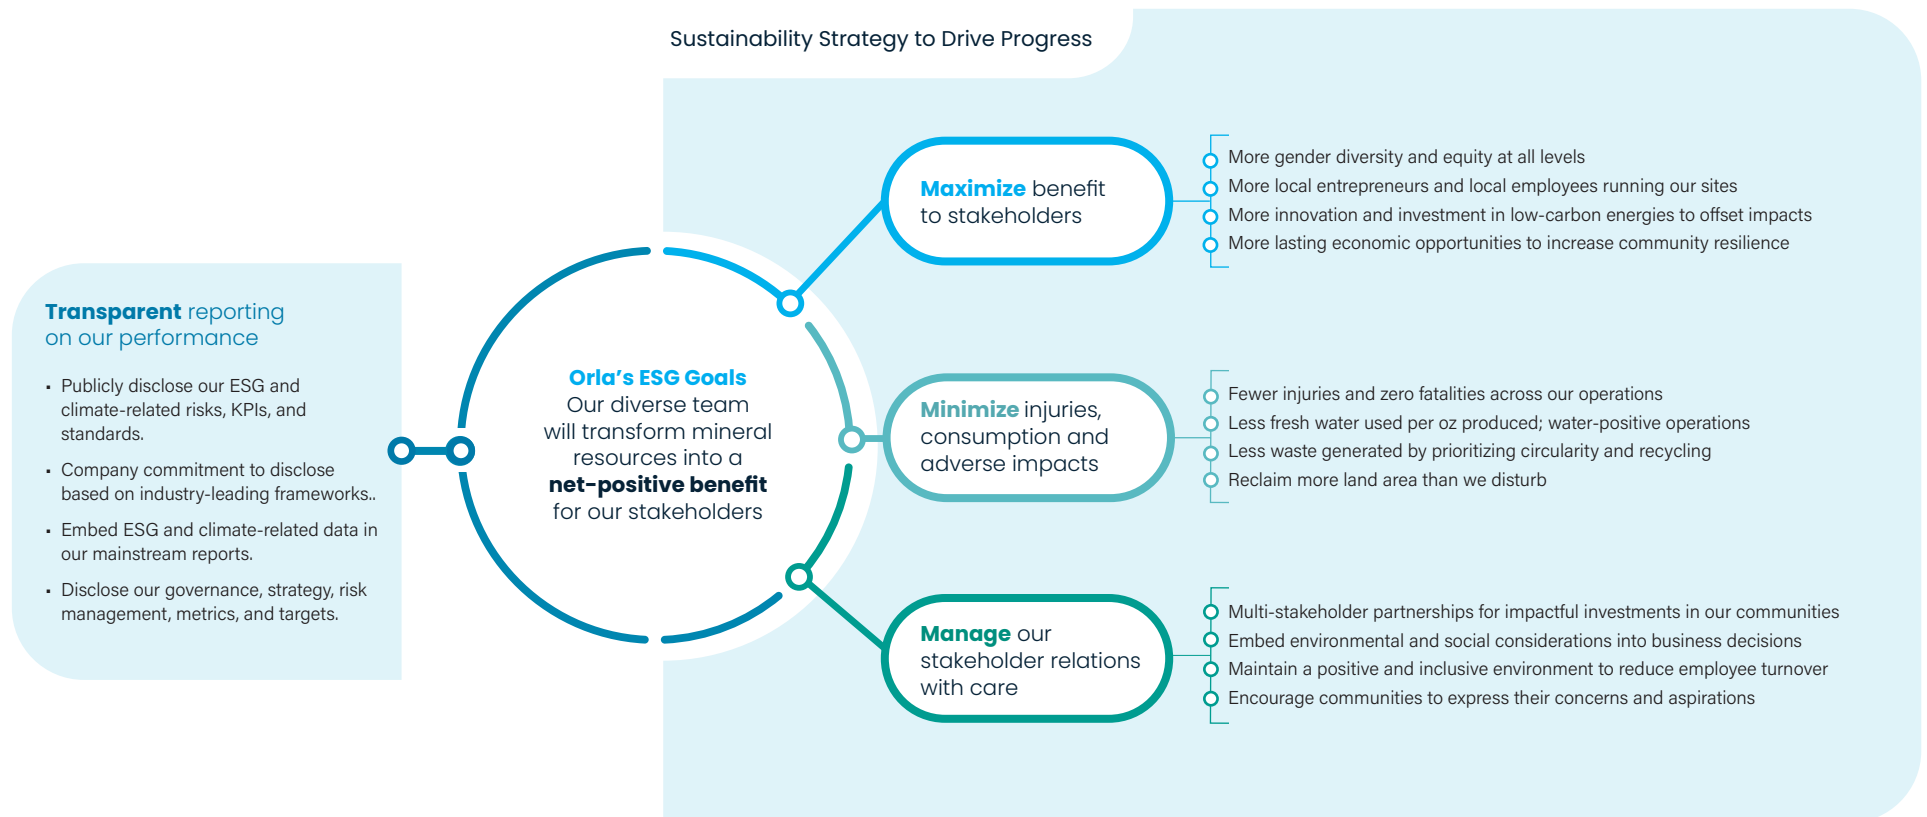 Sustainability Strategy to Drive Progress
Transparent reporting
on our performance
▪ Publicly disclose our ESG and
climate-related risks, KPIs, and
standards.
▪ Company commitment to disclose
based on industry-leading frameworks..
▪ Embed ESG and climate-related data in
our mainstream reports.
▪ Disclose our governance, strategy, risk
management, metrics, and targets.
Orla's ESG Goals
Our diverse team
will transform mineral
resources into a
net-positive benefit
for our stakeholders
Maximize benefit
to stakeholders
More gender diversity and equity at all levels
More local entrepreneurs and local employees running our sites
More innovation and investment in low-carbon energies to offset impacts
More lasting economic opportunities to increase community resilience
Minimize injuries,
consumption and
adverse impacts
Fewer injuries and zero fatalities across our operations
Less fresh water used per oz produced; water-positive operations
Less waste generated by prioritizing circularity and recycling
Reclaim more land area than we disturb
Manage our
stakeholder relations
with care
Multi-stakeholder partnerships for impactful investments in our communities
Embed environmental and social considerations into business decisions
Maintain a positive and inclusive environment to reduce employee turnover
Encourage communities to express their concerns and aspirations